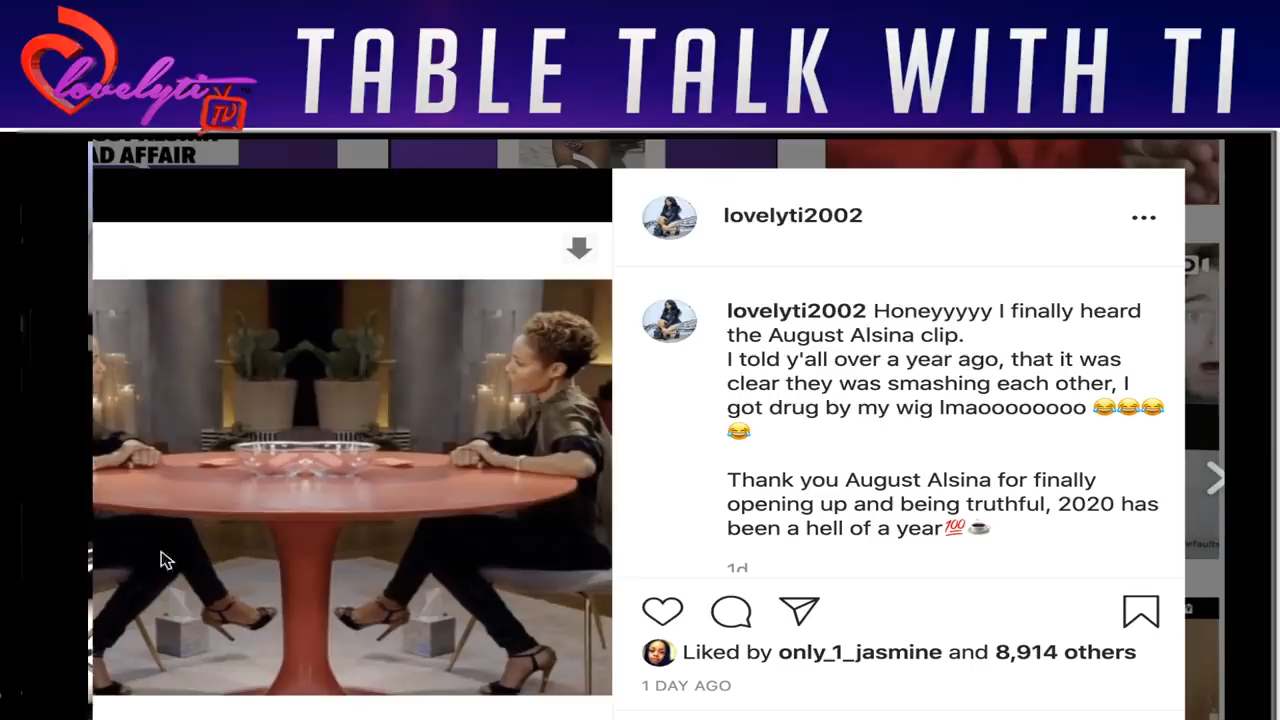 lovelyti TV
TABLE TALK WITH TI
AD AFFAIR
lovelyti2002
lovelyti2002 Honeyyyyy I finally heard
the August Alsina clip.
I told y'all over a year ago, that it was
clear they was smashing each other, I
got drug by my wig lmaoooooooo 😂😂😂
😂
Thank you August Alsina for finally
opening up and being truthful, 2020 has
been a hell of a year💯☕
1d
Liked by only_1_jasmine and 8,914 others
1 DAY AGO